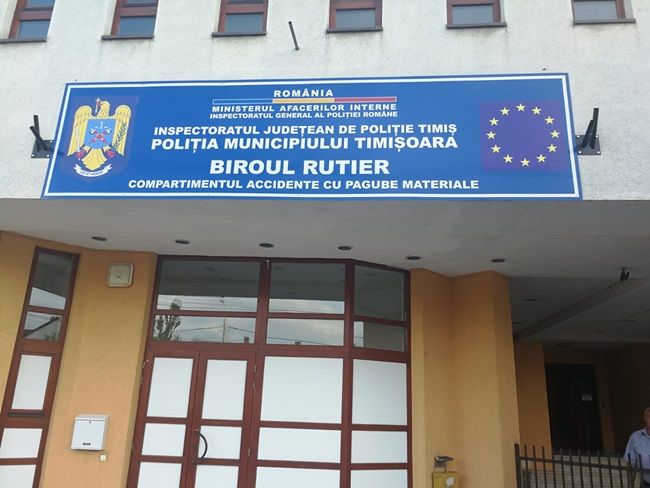 ROMÂNIA
MINISTERUL AFACERILOR INTERNE
INSPECTORATUL GENERAL AL POLIȚIEI ROMÂNE
INSPECTORATUL JUDEȚEAN DE POLIȚIE TIMIȘ
POLIȚIA MUNICIPIULUI TIMIȘOARA
BIROUL RUTIER
COMPARTIMENTUL ACCIDENTE CU PAGUBE MATERIALE